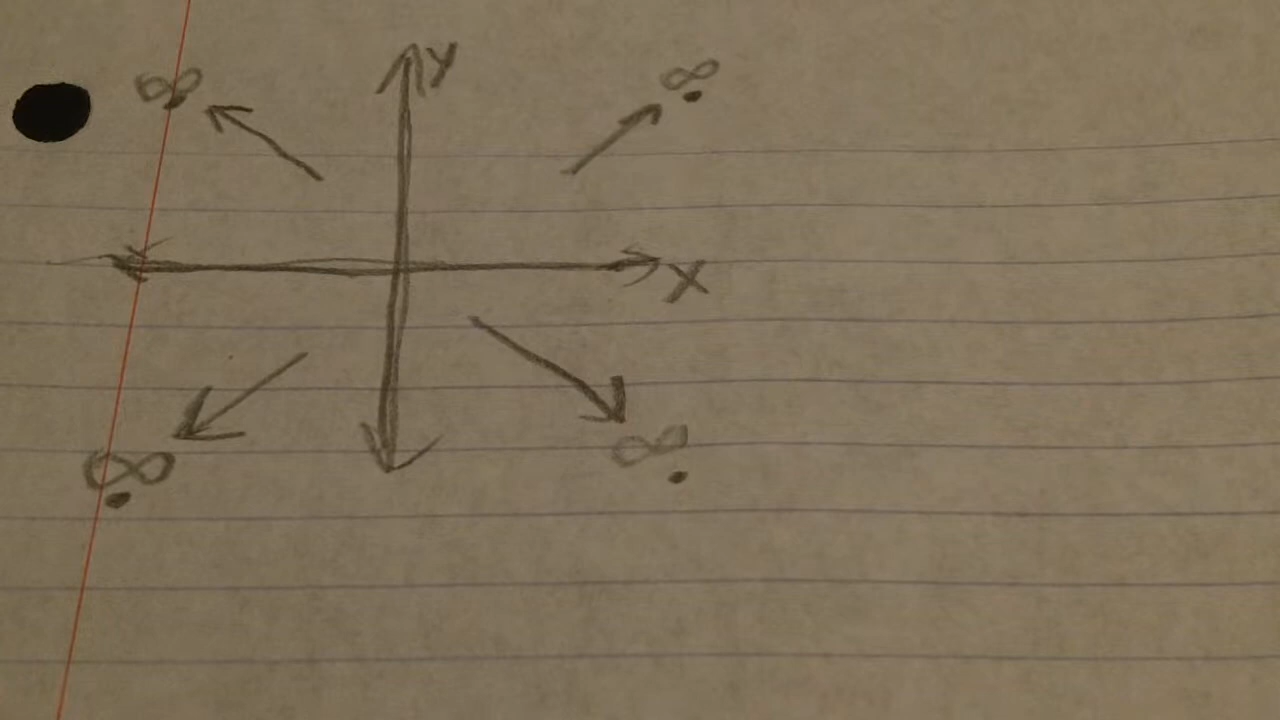 ∞ y ∞
x
∞ ∞